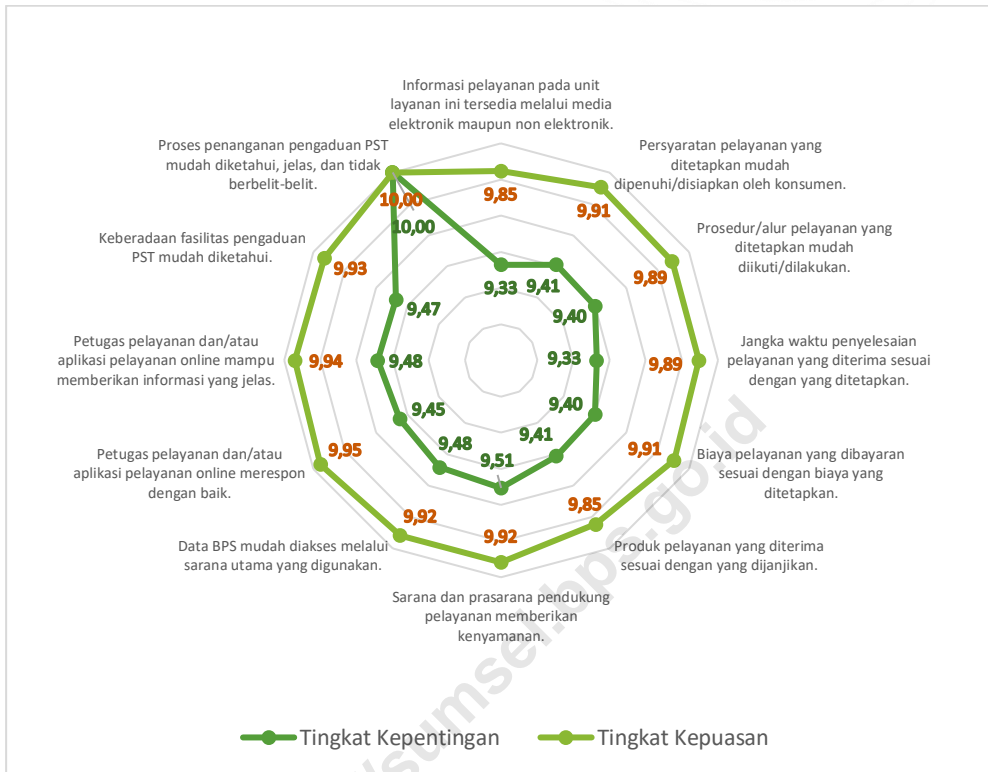 Informasi pelayanan pada unit
layanan ini tersedia melalui media
elektronik maupun non elektronik.
Persyaratan pelayanan yang
ditetapkan mudah
dipenuhi/disiapkan oleh konsumen.
Prosedur/alur pelayanan yang
ditetapkan mudah
diikuti/dilakukan.
Jangka waktu penyelesaian
pelayanan yang diterima sesuai
dengan yang ditetapkan.
Biaya pelayanan yang dibayaran
sesuai dengan biaya yang
ditetapkan.
Produk pelayanan yang diterima
sesuai dengan yang dijanjikan.
Sarana dan prasarana pendukung
pelayanan memberikan
kenyamanan.
Data BPS mudah diakses melalui
sarana utama yang digunakan.
Petugas pelayanan dan/atau
aplikasi pelayanan online merespon
dengan baik.
Petugas pelayanan dan/atau
aplikasi pelayanan online mampu
memberikan informasi yang jelas.
Keberadaan fasilitas pengaduan
PST mudah diketahui.
Proses penanganan pengaduan PST
mudah diketahui, jelas, dan tidak
berbelit-belit.
9,85
9,91
9,89
9,89
9,91
9,85
9,92
9,92
9,95
9,94
9,93
10,00
9,33
9,41
9,40
9,33
9,40
9,41
9,51
9,48
9,45
9,48
9,47
10,00
Tingkat Kepentingan
Tingkat Kepuasan
/sumsel.bps.go.id